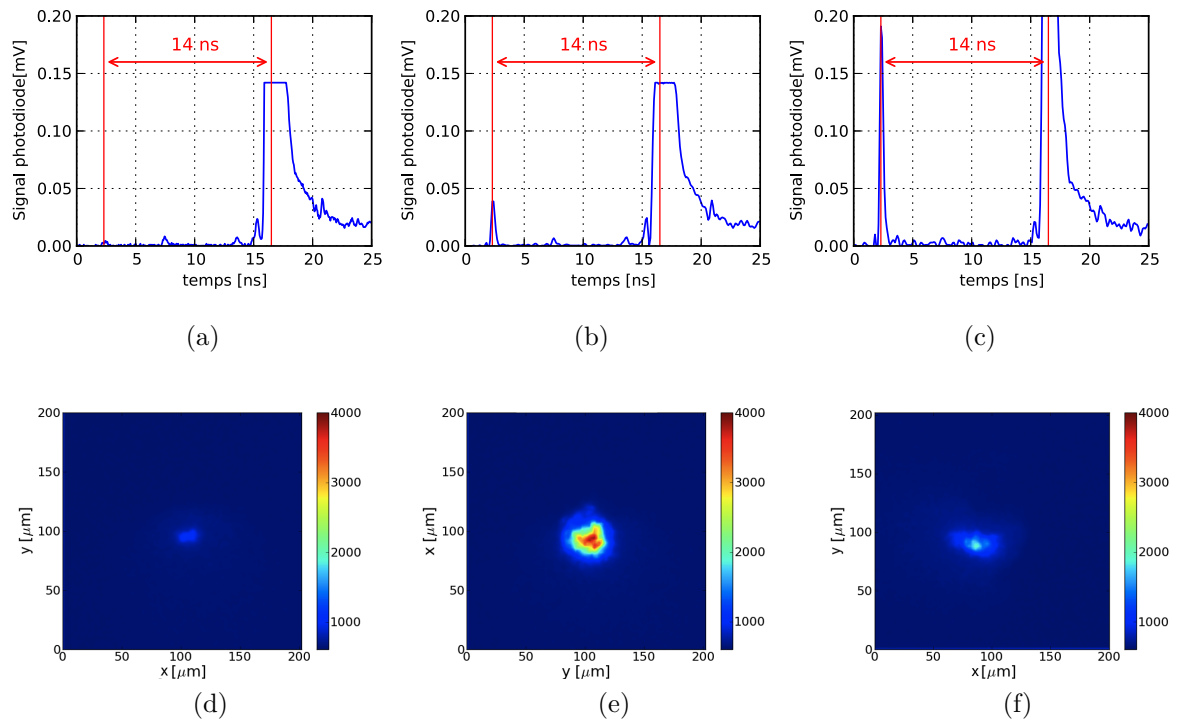 0.20
0.15
0.10
0.05
0.00
Signal photodiode[mV]
14 ns
0 5 10 15 20 25
temps [ns]
(a)
0.20
0.15
0.10
0.05
0.00
Signal photodiode[mV]
14 ns
0 5 10 15 20 25
temps [ns]
(b)
0.20
0.15
0.10
0.05
0.00
Signal photodiode[mV]
14 ns
0 5 10 15 20 25
temps [ns]
(c)
200
150
100
50
0
y [μm]
0 50 100 150 200
x [μm]
4000
3000
2000
1000
(d)
200
150
100
50
0
x [μm]
0 50 100 150 200
y [μm]
4000
3000
2000
1000
(e)
200
150
100
50
0
y [μm]
0 50 100 150 200
x [μm]
4000
3000
2000
1000
(f)